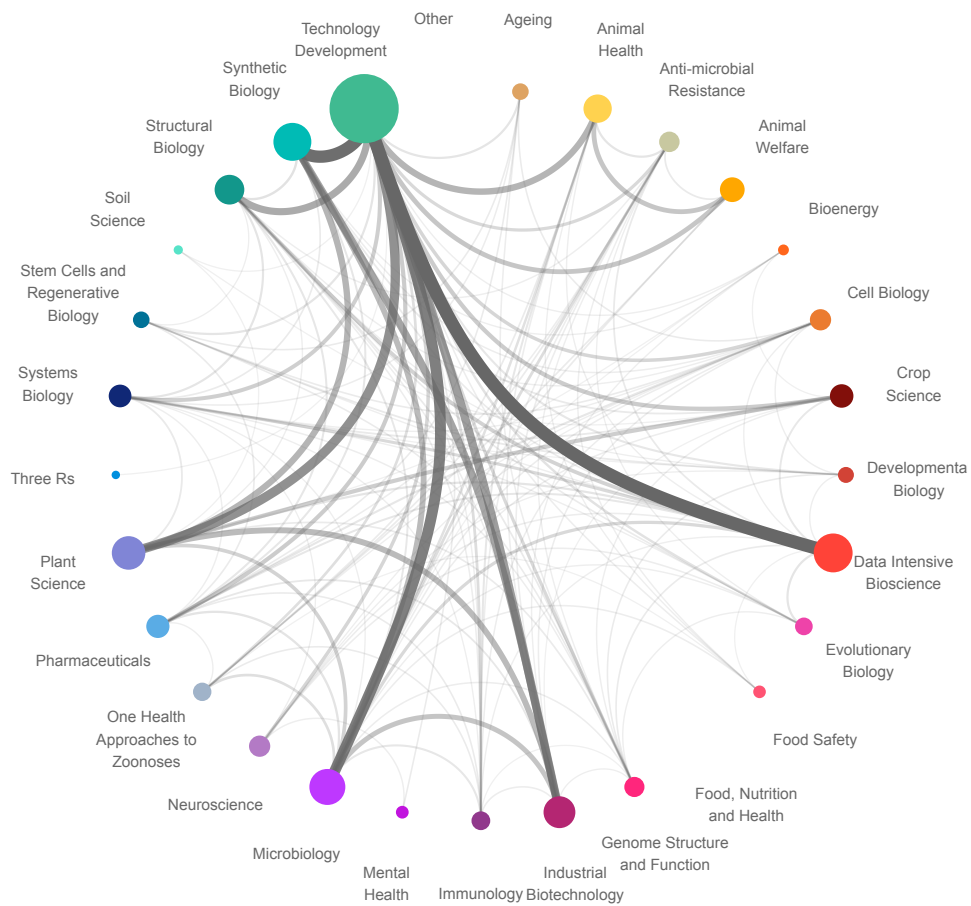 Other
Ageing
Animal
Health
Anti-microbial
Resistance
Animal
Welfare
Bioenergy
Cell Biology
Crop
Science
Developmenta
Biology
Data Intensive
Bioscience
Evolutionary
Biology
Food Safety
Food, Nutrition
and Health
Genome Structure
and Function
Industrial
Biotechnology
Immunology
Mental
Health
Microbiology
Neuroscience
One Health
Approaches to
Zoonoses
Pharmaceuticals
Plant
Science
Three Rs
Systems
Biology
Stem Cells and
Regenerative
Biology
Soil
Science
Structural
Biology
Synthetic
Biology
Technology
Development